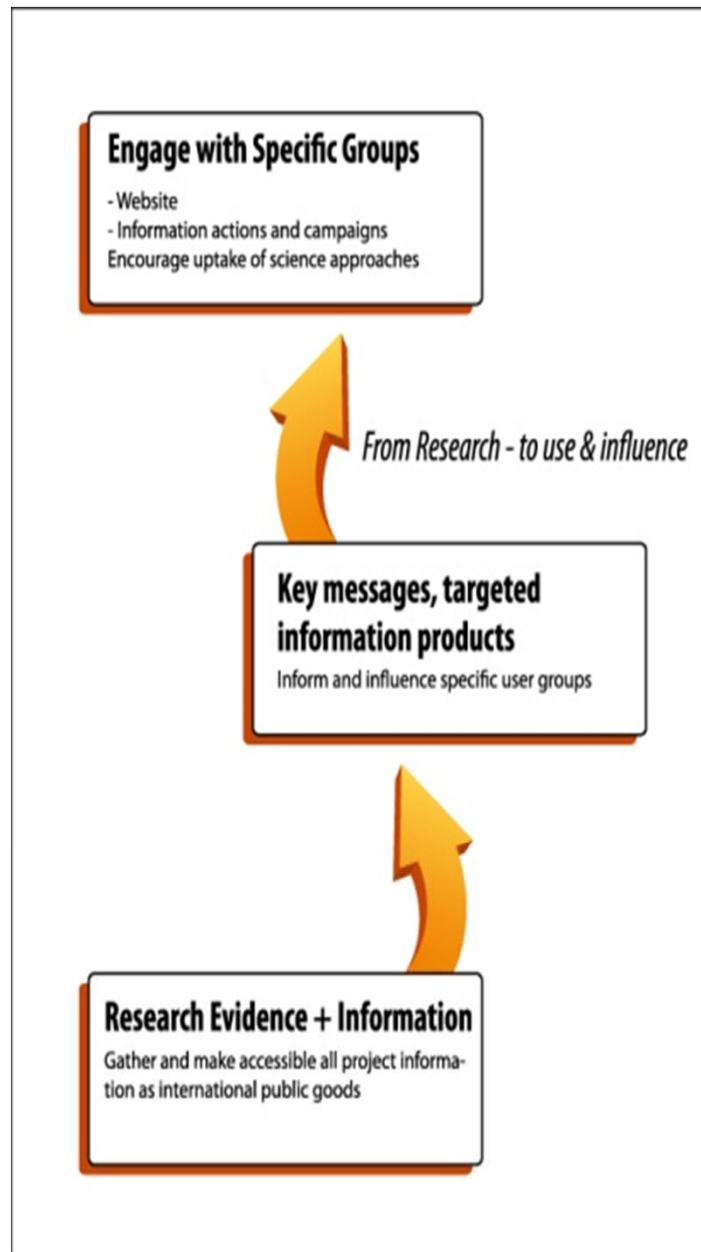 Engage with Specific Groups
- Website
- Information actions and campaigns
Encourage uptake of science approaches
From Research - to use & influence
Key messages, targeted
information products
Inform and influence specific user groups
Research Evidence + Information
Gather and make accessible all project informa-
tion as international public goods